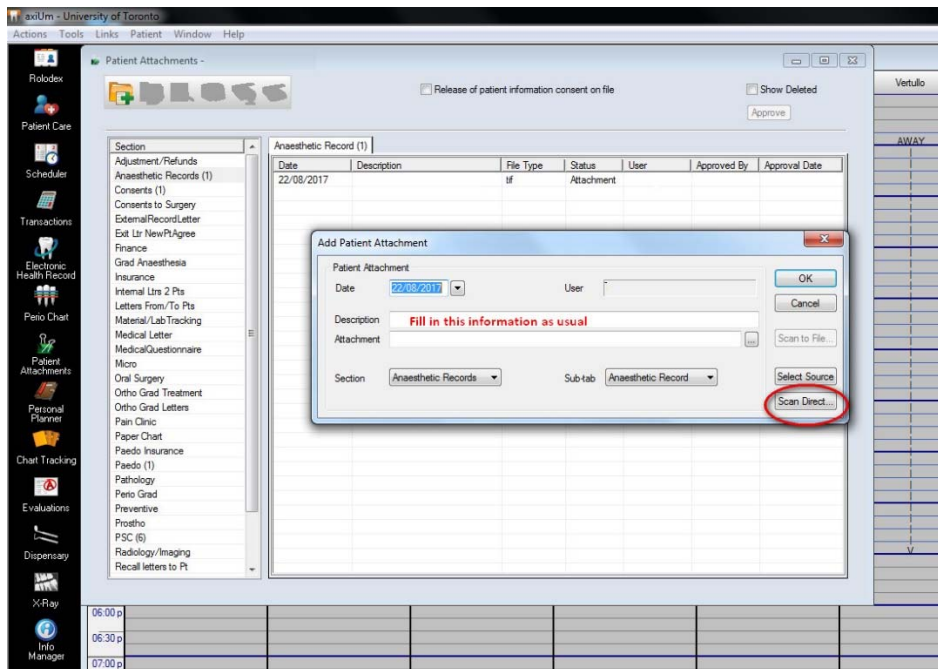 axiUm - University of Toronto
Actions Tools Links Patient Window Help
Rolodex
Patient Care
Scheduler
Transactions
Electronic
Health Record
Perio Chart
Patient
Attachments
Personal
Planner
Chart Tracking
Evaluations
Dispensary
X-Ray
Info
Manager
Patient Attachments -
Release of patient information consent on file
Show Deleted
Approve
Section
Adjustment/Refunds
Anaesthetic Records (1)
Consents (1)
Consents to Surgery
ExternalRecordLetter
Exit Ltr NewPtAgree
Finance
Grad Anaesthesia
Insurance
Internal Ltrs 2 Pts
Letters From/To Pts
Material/LabTracking
Medical Letter
MedicalQuestionnaire
Micro
Oral Surgery
Ortho Grad Treatment
Ortho Grad Letters
Pain Clinic
Paper Chart
Paedo Insurance
Paedo (1)
Pathology
Perio Grad
Preventive
Prostho
PSC (6)
Radiology/Imaging
Recall letters to Pt
Anaesthetic Record (1)
Date Description File Type Status User Approved By Approval Date
22/08/2017 tif Attachment
Add Patient Attachment
Patient Attachment
Date 22/08/2017 User
Description Fill in this information as usual
Attachment ...
Section Anaesthetic Records Sub-tab Anaesthetic Record
OK
Cancel
Scan to File...
Select Source
Scan Direct...
Vertullo
AWAY
V
06:00 p
06:30 p
07:00 p